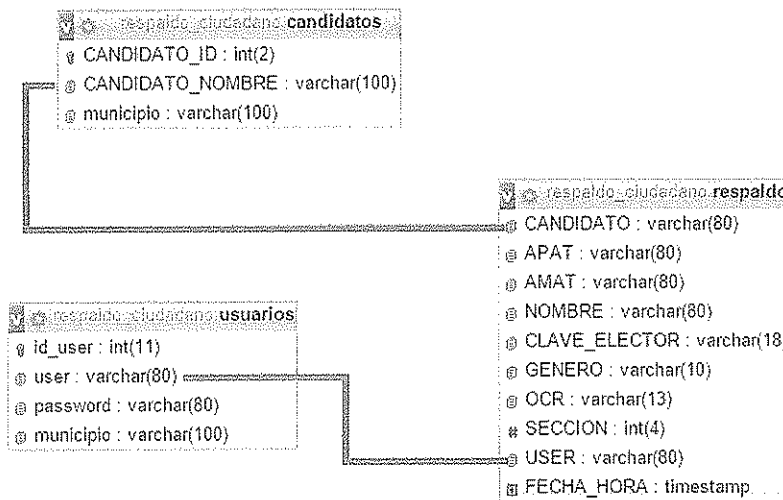 respaldo_ciudadano.candidatos
CANDIDATO_ID : int(2)
CANDIDATO_NOMBRE : varchar(100)
municipio : varchar(100)
respaldo_ciudadano.respaldo
CANDIDATO : varchar(80)
APAT : varchar(80)
AMAT : varchar(80)
NOMBRE : varchar(80)
CLAVE_ELECTOR : varchar(18
GENERO : varchar(10)
OCR : varchar(13)
# SECCION : int(4)
USER : varchar(80)
FECHA_HORA : timestamp
respaldo_ciudadano.usuarios
id_user : int(11)
user : varchar(80)
password : varchar(80)
municipio : varchar(100)